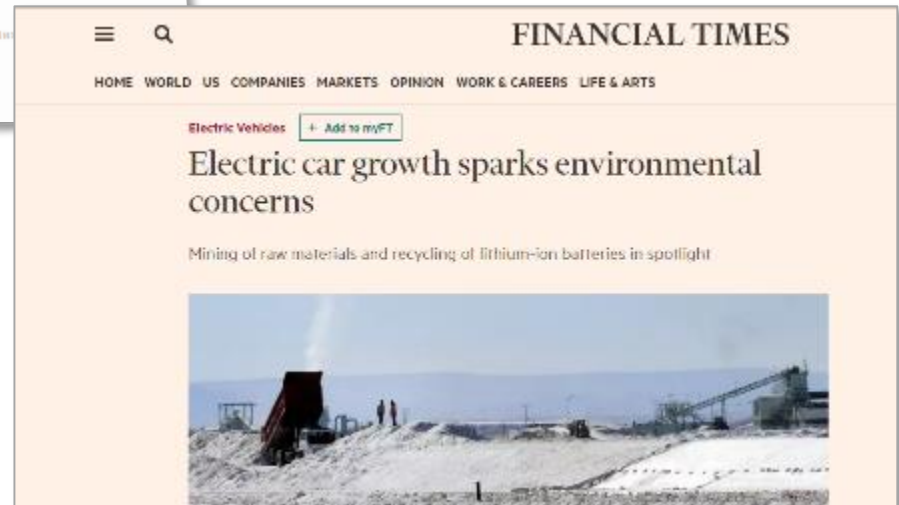 FINANCIAL TIMES
HOME WORLD US COMPANIES MARKETS OPINION WORK & CAREERS LIFE & ARTS
Electric Vehicles + Add to myFT
Electric car growth sparks environmental
concerns
Mining of raw materials and recycling of lithium-ion batteries in spotlight